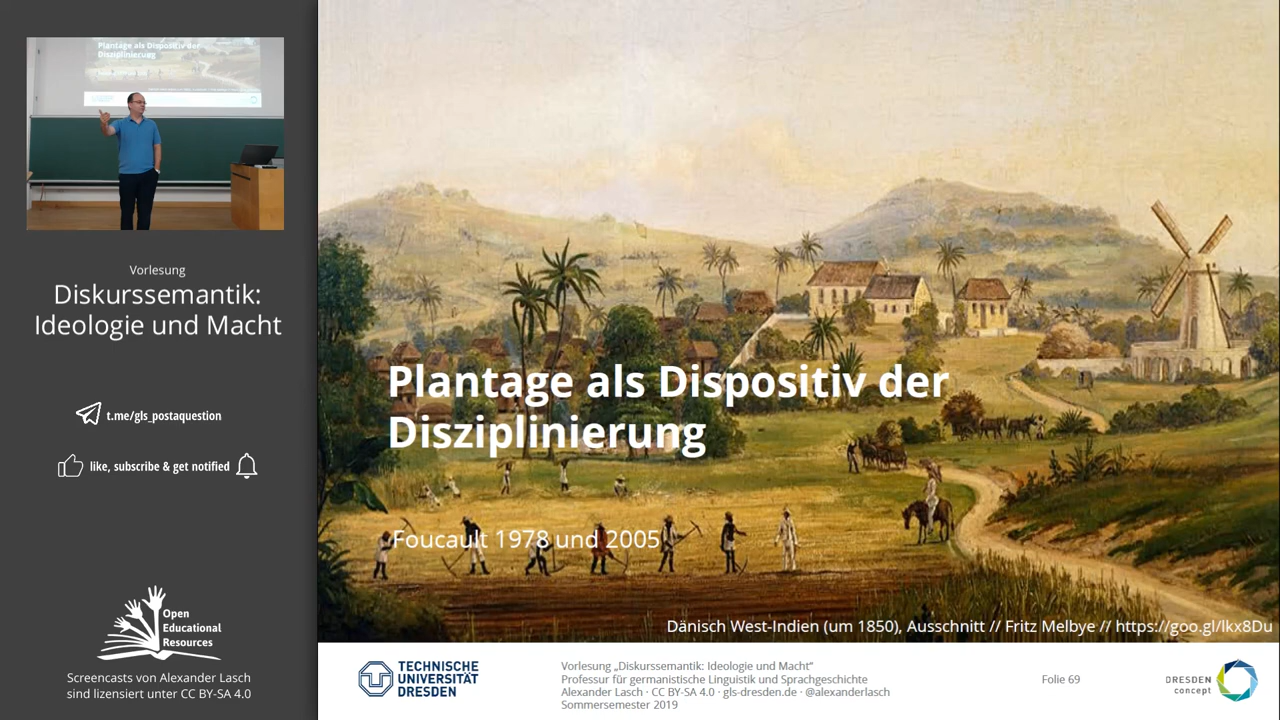 Plantage als Dispositiv der
Disziplinierung
Vorlesung
Diskurssemantik:
Ideologie und Macht
t.me/gls_postaquestion
like, subscribe & get notified
Open
Educational
Resources
Screencasts von Alexander Lasch
sind lizensiert unter CC BY-SA 4.0
Plantage als Dispositiv der
Disziplinierung
Foucault 1978 und 2005
Dänisch West-Indien (um 1850), Ausschnitt // Fritz Melbye // https://goo.gl/lkx8Du
TECHNISCHE
UNIVERSITÄT
DRESDEN
Vorlesung „Diskurssemantik: Ideologie und Macht“
Professur für germanistische Linguistik und Sprachgeschichte
Alexander Lasch · CC BY-SA 4.0 · gls-dresden.de · @alexanderlasch
Sommersemester 2019
Folie 69
DRESDEN
concept